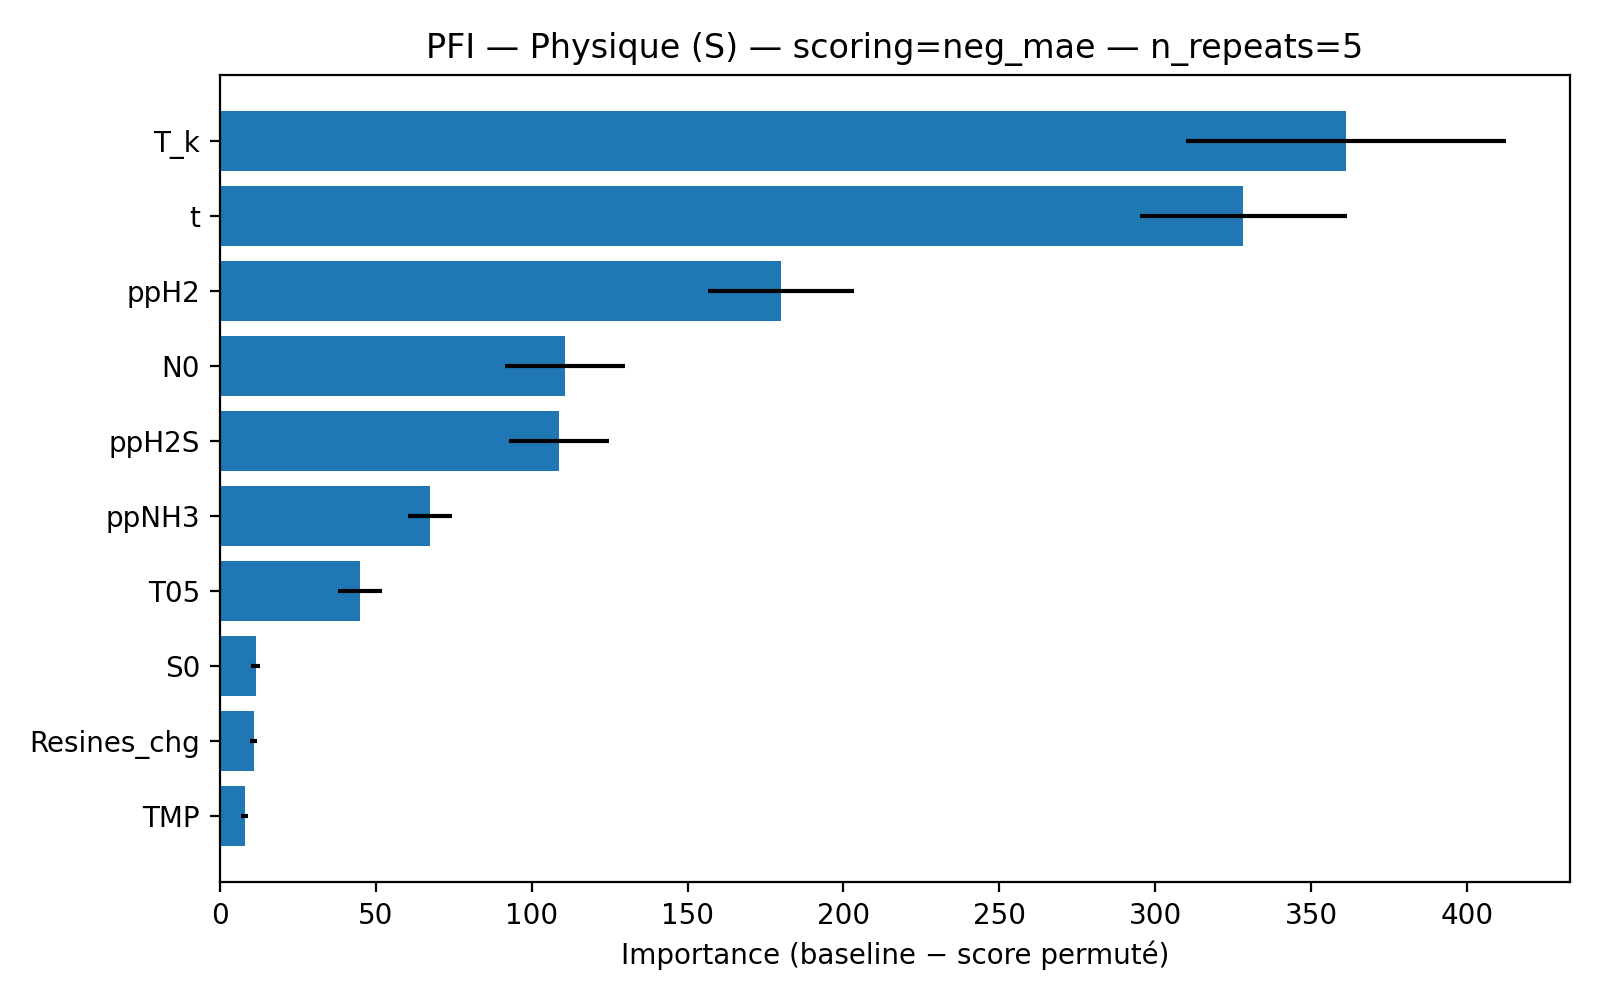 PFI — Physique (S) — scoring=neg_mae — n_repeats=5
T_k
t
ppH2
N0
ppH2S
ppNH3
T05
S0
Resines_chg
TMP
0 50 100 150 200 250 300 350 400
Importance (baseline − score permuté)